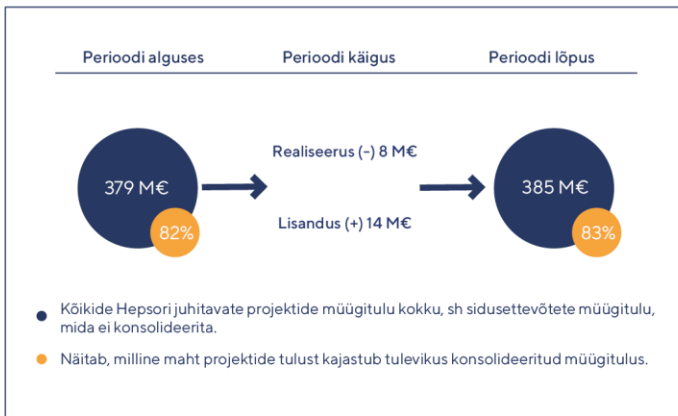 Perioodi alguses
Perioodi käigus
Perioodi lõpus
Realiseerus (-) 8 M€
379 M€
385 M€
Lisandus (+) 14 M€
82%
83%
Kõikide Hepsori juhitavate projektide müügitulu kokku, sh sidusettevõtete müügitulu,
mida ei konsolideerita.
Näitab, milline maht projektide tulust kajastub tulevikus konsolideeritud müügitulus.